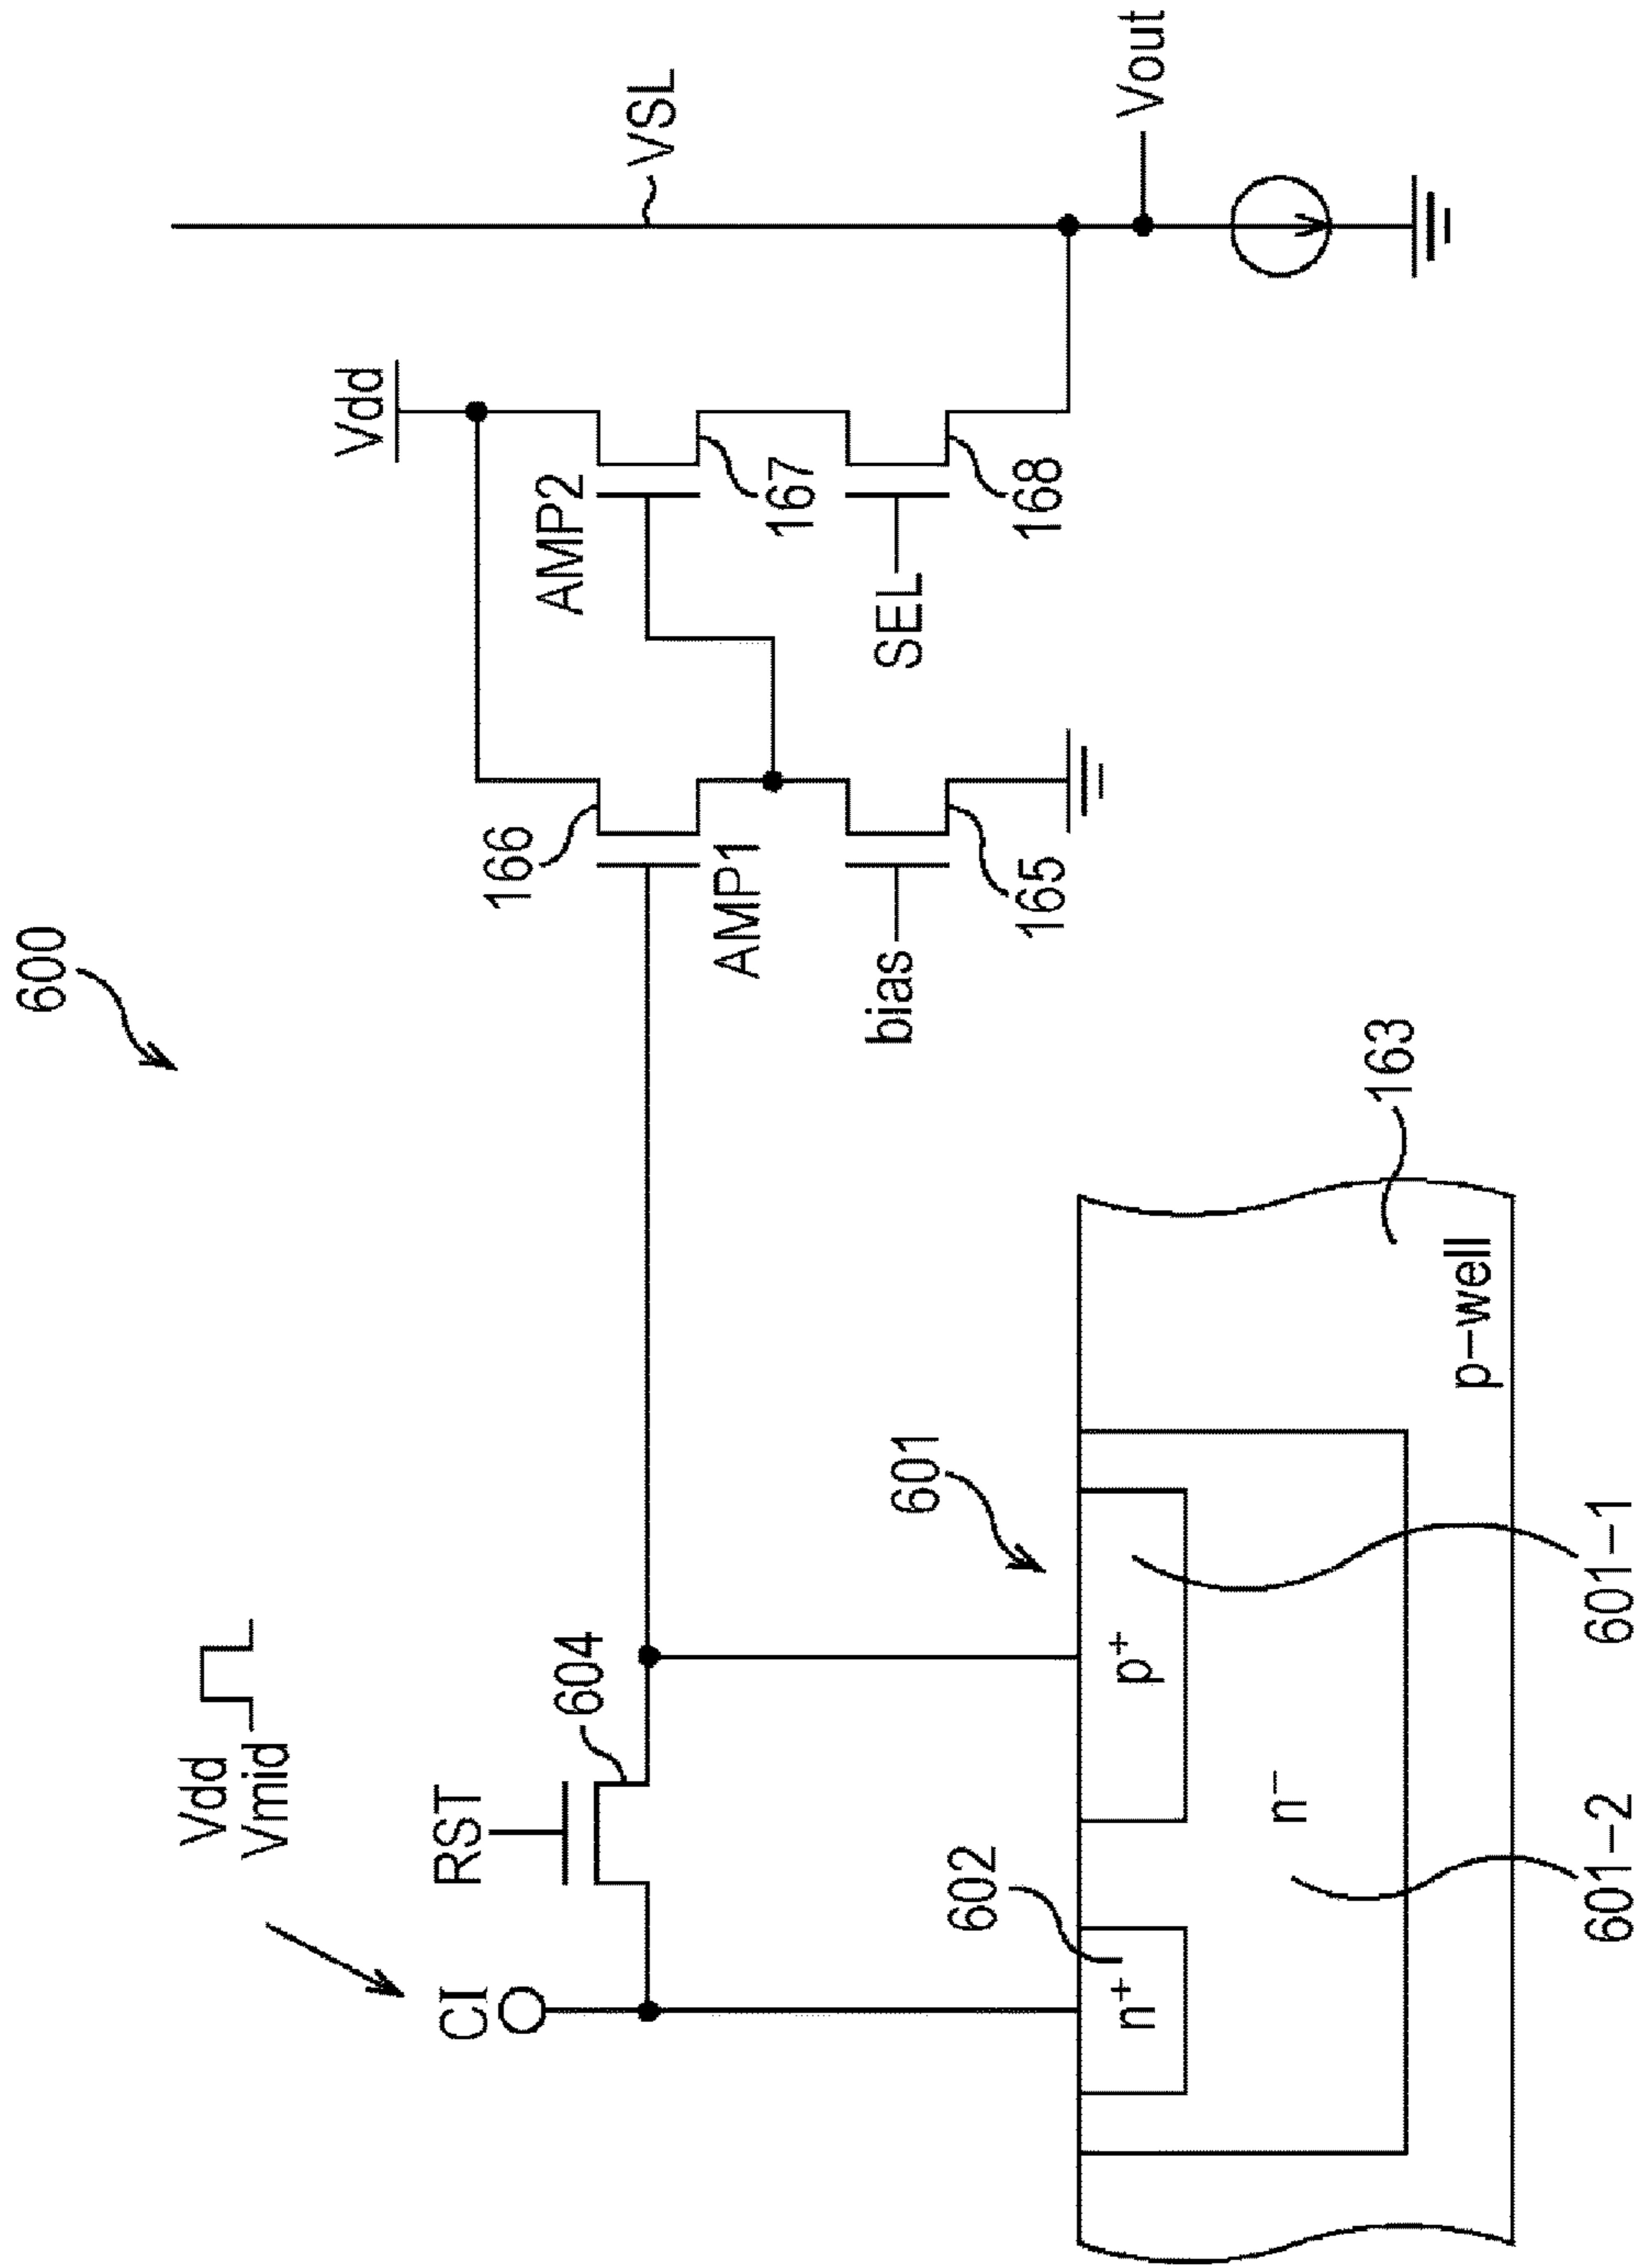 600
Vdd
Vmid
CI
RST
604
166
AMP1
bias
165
Vdd
AMP2
167
SEL
168
VSL
Vout
602
601
n+
p+
n−
p−well
163
601−2
601−1